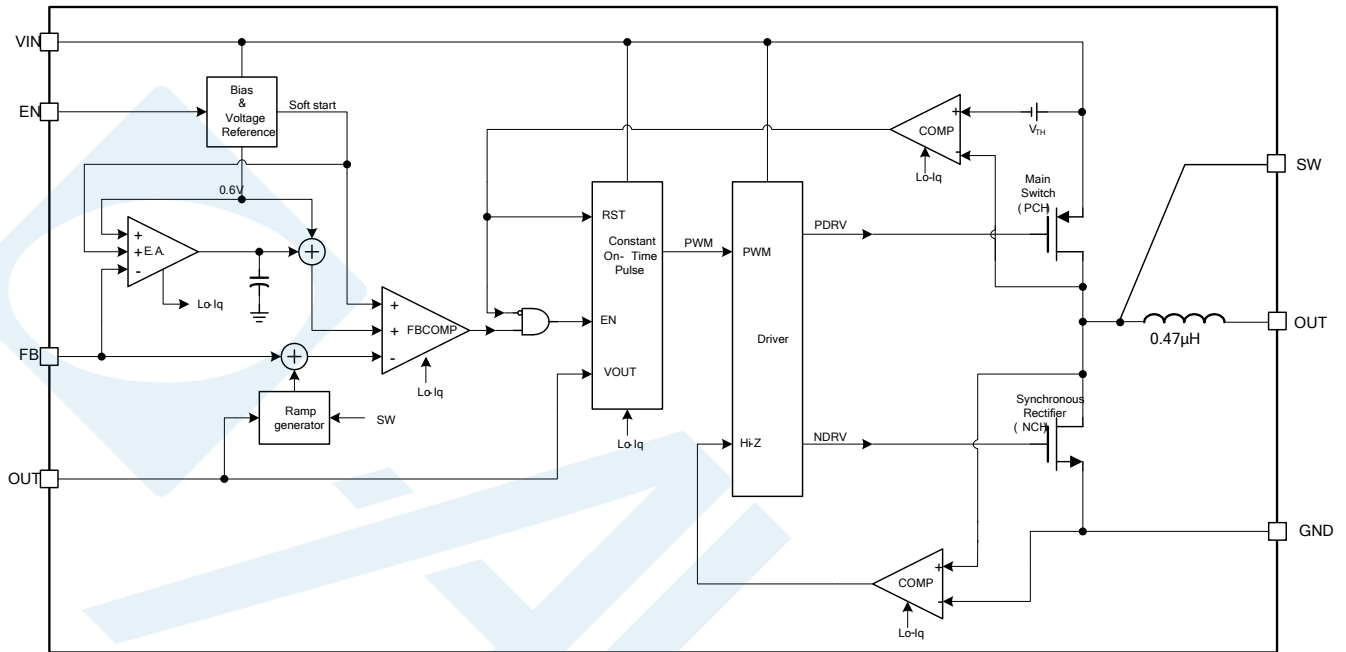 VIN
EN
Bias
&
Voltage
Reference
Soft start
0.6V
+
+
-
E.A.
Lo-Iq
+
FB
+
Ramp
generator
SW
OUT
+
+
-
FBCOMP
Lo-Iq
RST
Constant
On- Time
Pulse
EN
VOUT
Lo-Iq
PWM
PWM
Driver
Hi-Z
PDRV
NDRV
COMP
+
-
Lo-Iq
VTH
Main
Switch
( PCH)
Synchronous
Rectifier
( NCH)
COMP
+
-
Lo-Iq
SW
0.47µH
OUT
GND